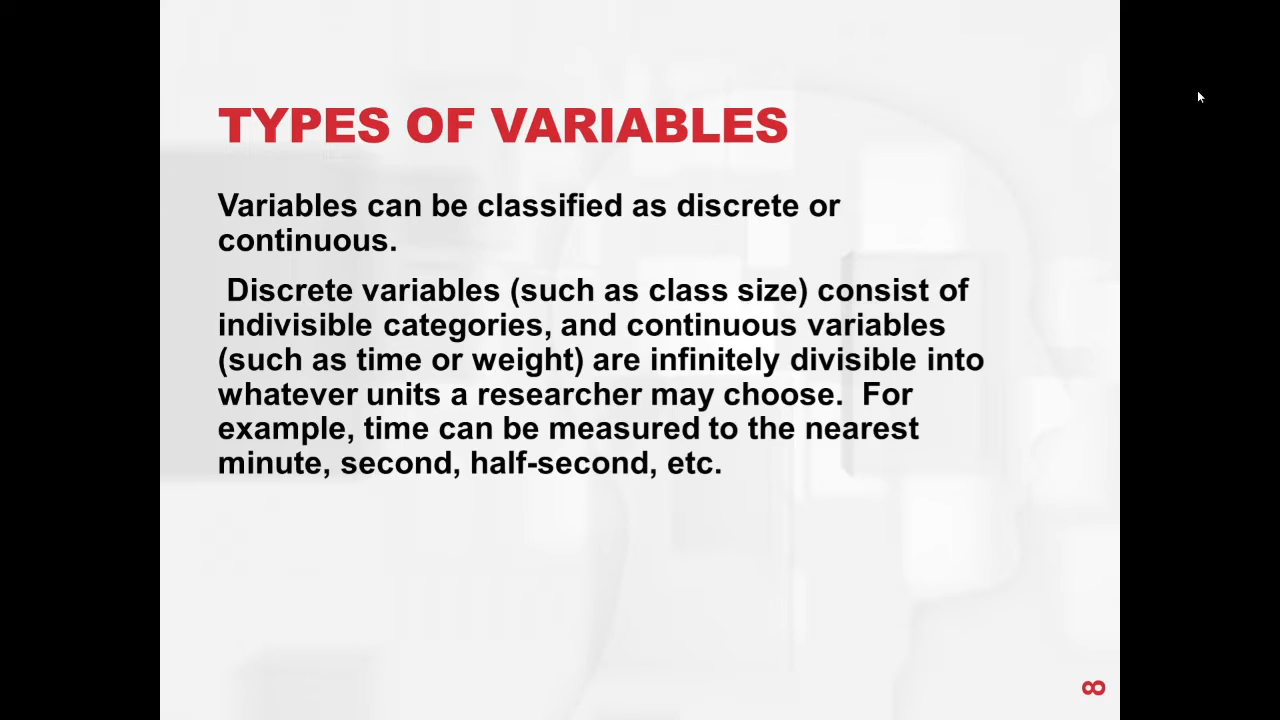 TYPES OF VARIABLES
Variables can be classified as discrete or
continuous.
Discrete variables (such as class size) consist of
indivisible categories, and continuous variables
(such as time or weight) are infinitely divisible into
whatever units a researcher may choose.  For
example, time can be measured to the nearest
minute, second, half-second, etc.
8